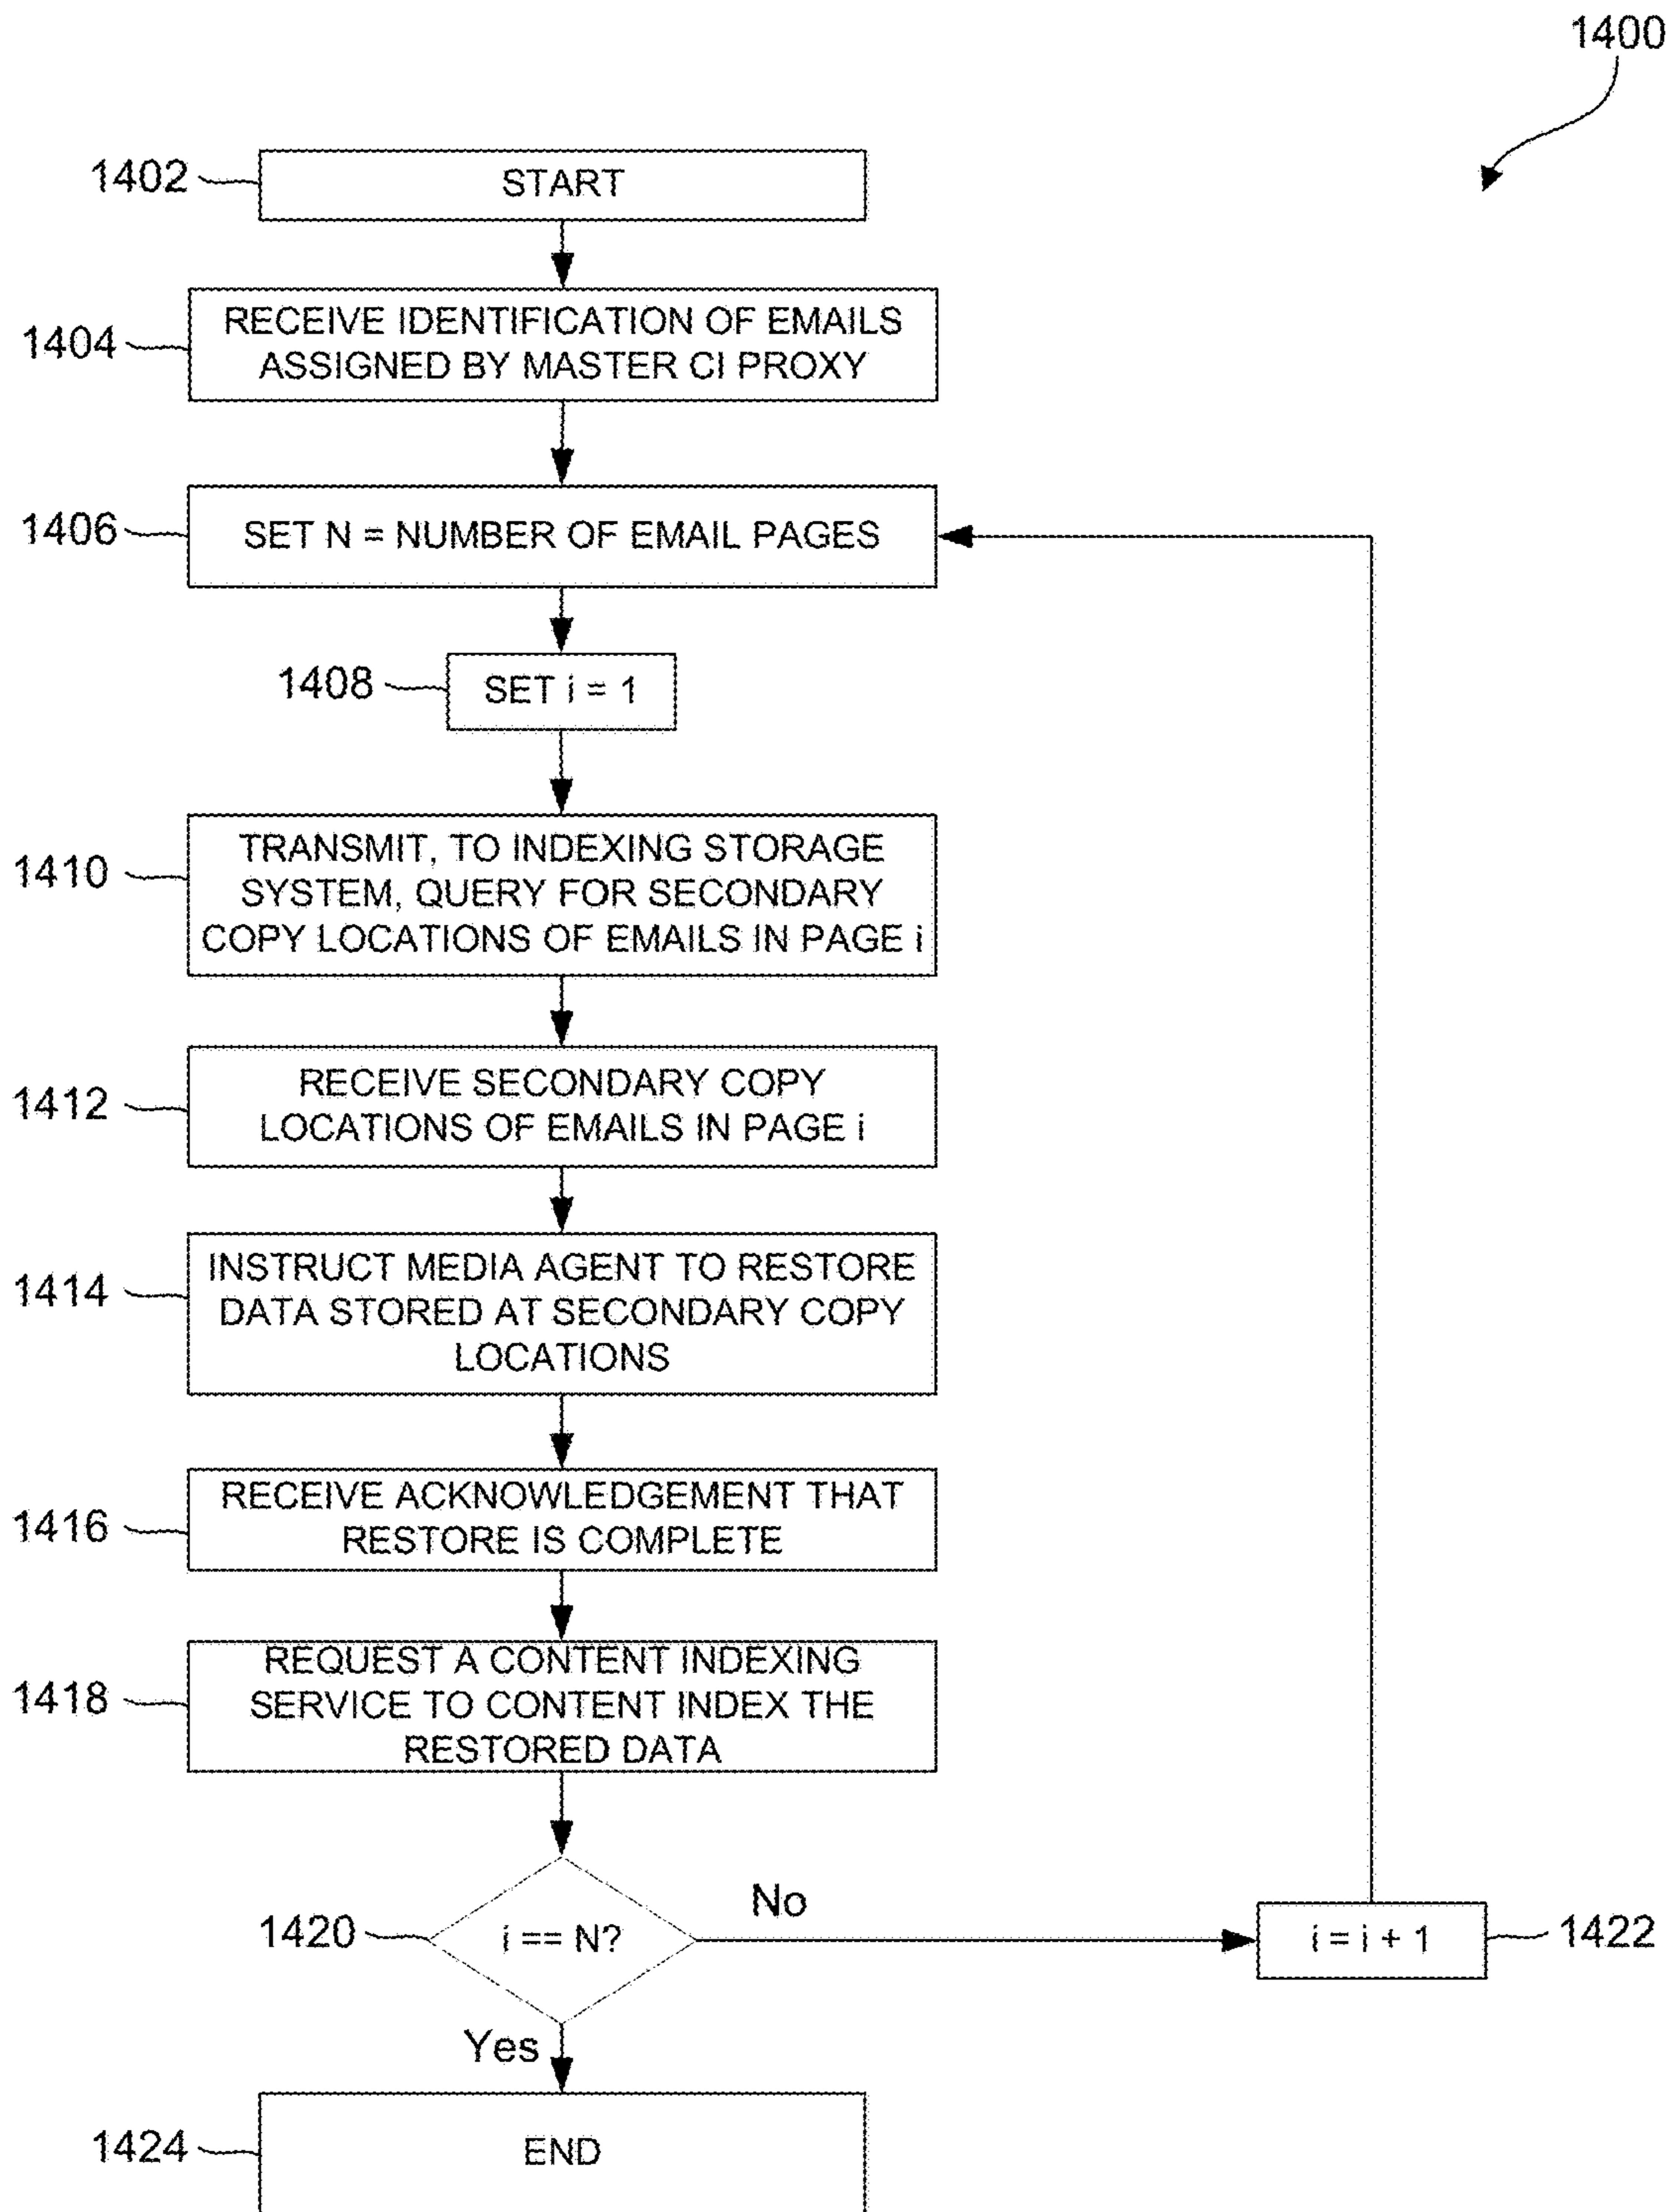 1400
1402
START
1404
RECEIVE IDENTIFICATION OF EMAILS
ASSIGNED BY MASTER CI PROXY
1406
SET N = NUMBER OF EMAIL PAGES
1408
SET i = 1
1410
TRANSMIT, TO INDEXING STORAGE
SYSTEM, QUERY FOR SECONDARY
COPY LOCATIONS OF EMAILS IN PAGE i
1412
RECEIVE SECONDARY COPY
LOCATIONS OF EMAILS IN PAGE i
1414
INSTRUCT MEDIA AGENT TO RESTORE
DATA STORED AT SECONDARY COPY
LOCATIONS
1416
RECEIVE ACKNOWLEDGEMENT THAT
RESTORE IS COMPLETE
1418
REQUEST A CONTENT INDEXING
SERVICE TO CONTENT INDEX THE
RESTORED DATA
1420
i == N?
No
i = i + 1
1422
Yes
1424
END